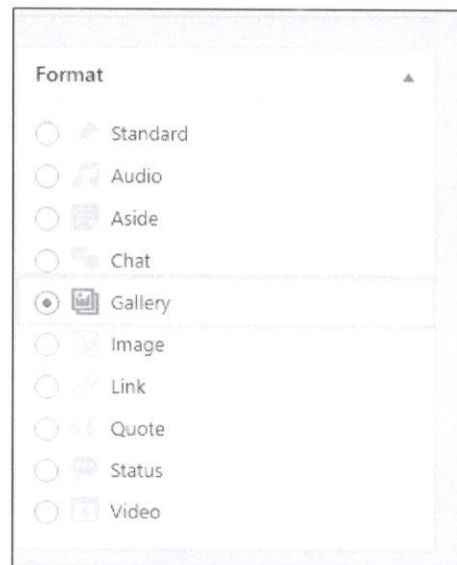 Format
Standard
Audio
Aside
Chat
Gallery
Image
Link
Quote
Status
Video